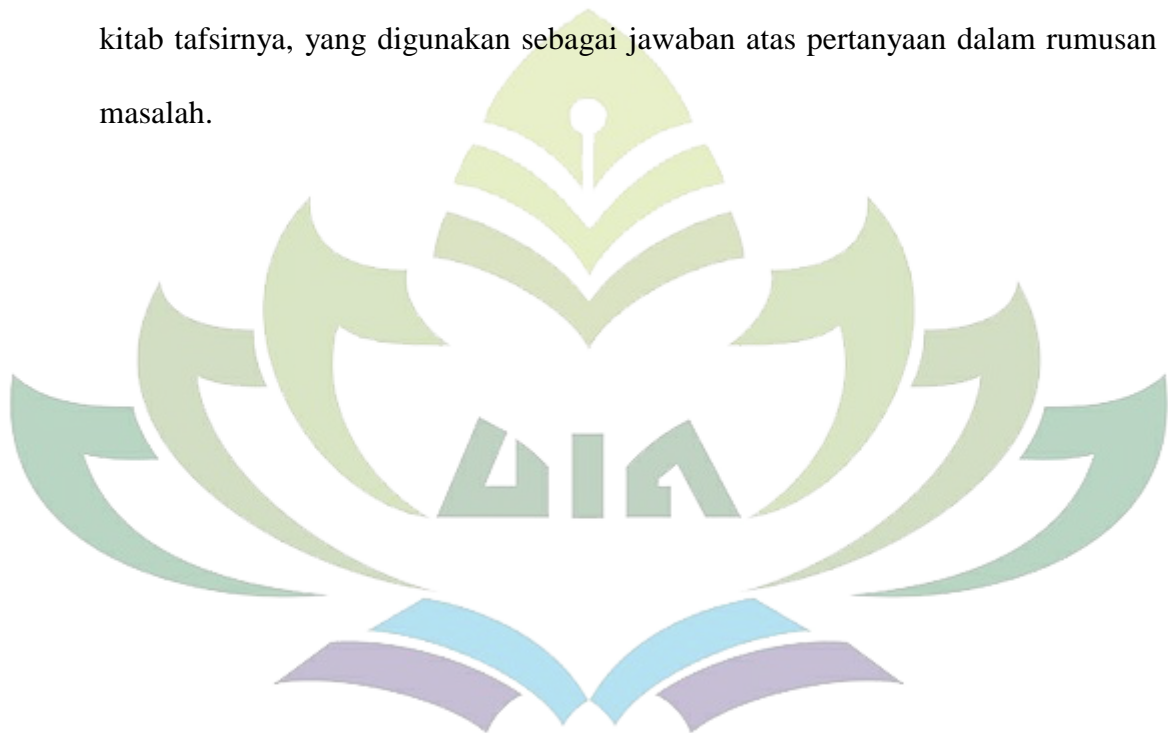 kitab tafsirnya, yang digunakan sebagai jawaban atas pertanyaan dalam rumusan
masalah.
UIN